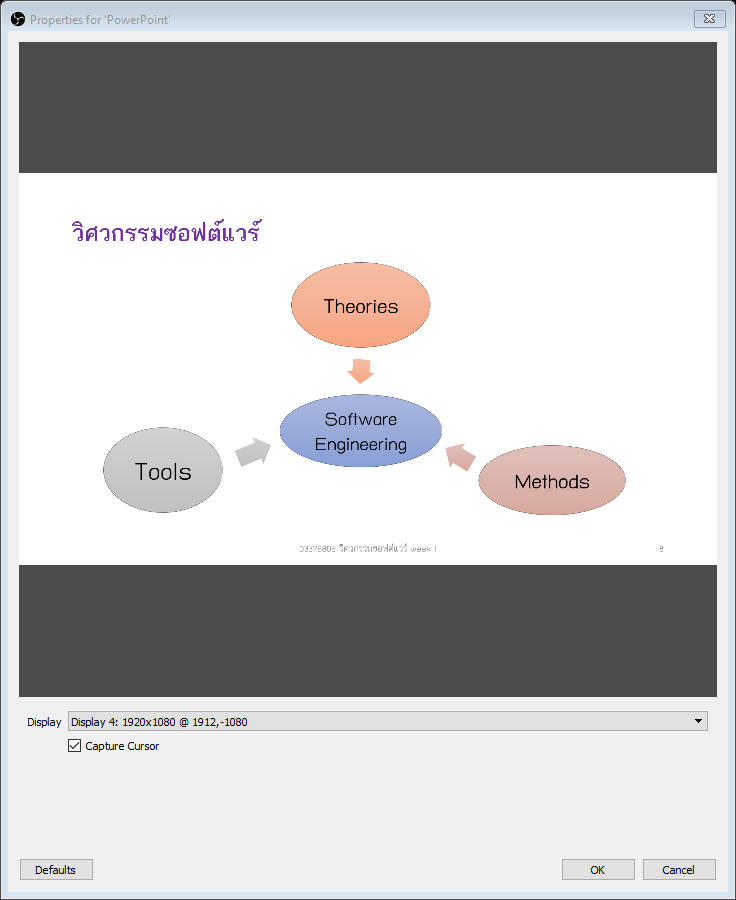 Properties for 'PowerPoint'
วิศวกรรมซอฟต์แวร์
Theories
Software
Engineering
Tools
Methods
03376808 วิศวกรรมซอฟต์แวร์ week 1
8
Display
Display 4: 1920x1080 @ 1912,-1080
Capture Cursor
Defaults
OK
Cancel